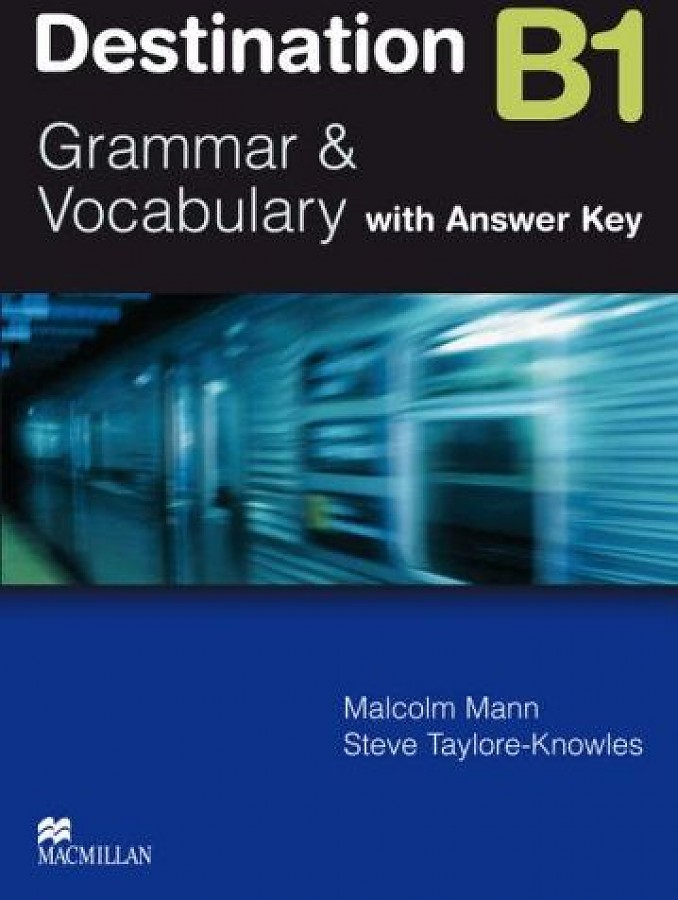 Destination B1
Grammar &
Vocabulary with Answer Key
Malcolm Mann
Steve Taylore-Knowles
MACMILLAN